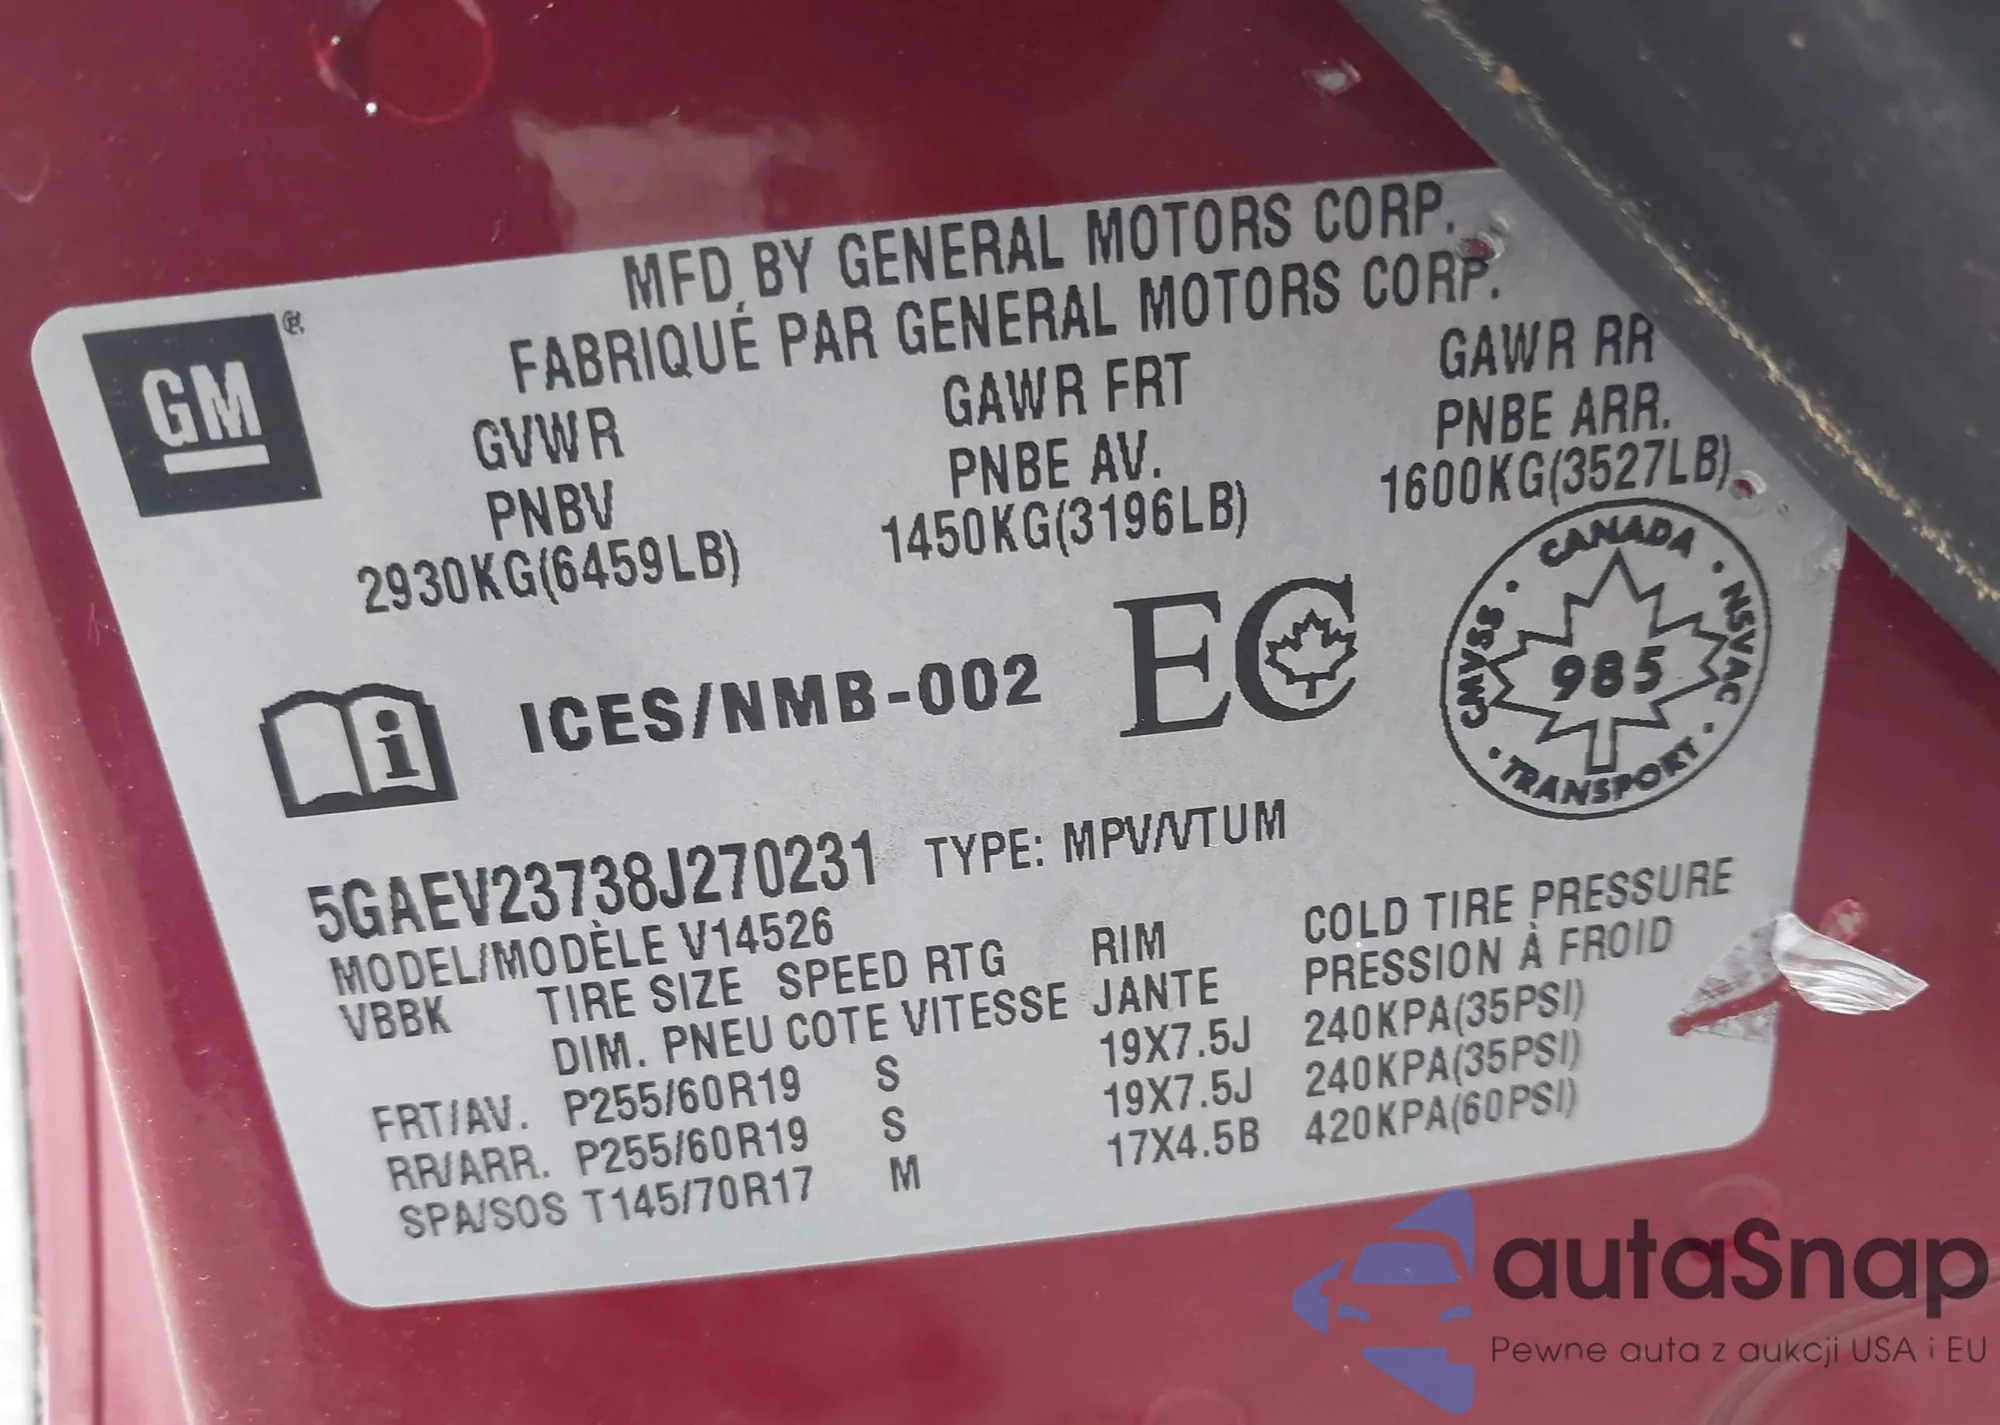 MFD BY GENERAL MOTORS CORP.
FABRIQUÉ PAR GENERAL MOTORS CORP.
GM ®
GVWR GAWR FRT GAWR RR
PNBV PNBE AV. PNBE ARR.
2930KG(6459LB) 1450KG(3196LB) 1600KG(3527LB)
i ICES/NMB-002 EC
CANADA · NSVAC · TRANSPORT · CMVSS ·
985
5GAEV23738J270231 TYPE: MPV/VTUM
MODEL/MODÈLE V14526
VBBK TIRE SIZE SPEED RTG RIM COLD TIRE PRESSURE
DIM. PNEU COTE VITESSE JANTE PRESSION À FROID
FRT/AV. P255/60R19 S 19X7.5J 240KPA(35PSI)
RR/ARR. P255/60R19 S 19X7.5J 240KPA(35PSI)
SPA/SOS T145/70R17 M 17X4.5B 420KPA(60PSI)
autaSnap
Pewne auta z aukcji USA i EU